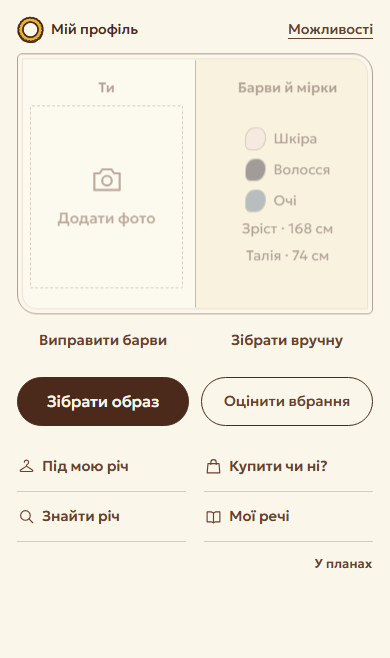 Мій профіль
Можливості
Ти
Додати фото
Барви й мірки
Шкіра
Волосся
Очі
Зріст · 168 см
Талія · 74 см
Виправити барви
Зібрати вручну
Зібрати образ
Оцінити вбрання
Під мою річ
Купити чи ні?
Знайти річ
Мої речі
У планах